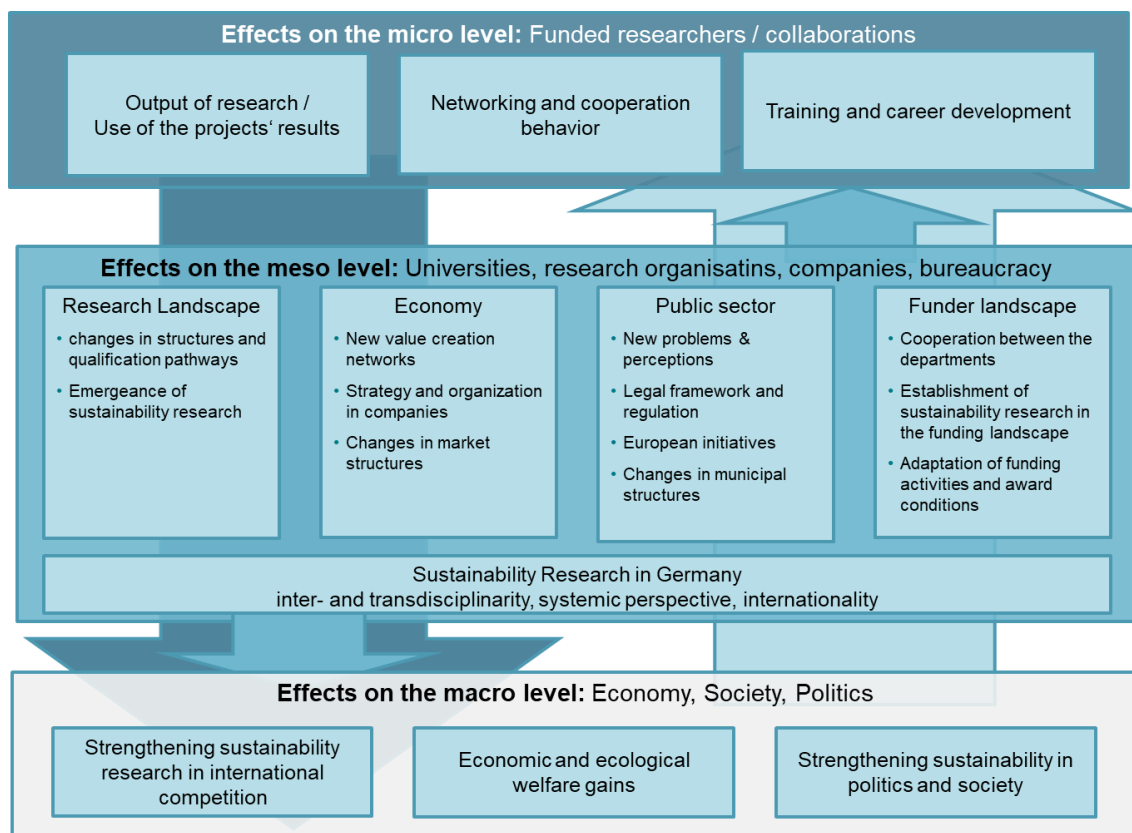 Effects on the micro level: Funded researchers / collaborations
Output of research /
Use of the projects‘ results
Networking and cooperation
behavior
Training and career development
Effects on the meso level: Universities, research organisatins, companies, bureaucracy
Research Landscape
• changes in structures and
qualification pathways
• Emergeance of
sustainability research
Economy
• New value creation
networks
• Strategy and organization
in companies
• Changes in market
structures
Public sector
• New problems &
perceptions
• Legal framework and
regulation
• European initiatives
• Changes in municipal
structures
Funder landscape
• Cooperation between the
departments
• Establishment of
sustainability research in
the funding landscape
• Adaptation of funding
activities and award
conditions
Sustainability Research in Germany
inter- and transdisciplinarity, systemic perspective, internationality
Effects on the macro level: Economy, Society, Politics
Strengthening sustainability
research in international
competition
Economic and ecological
welfare gains
Strengthening sustainability in
politics and society